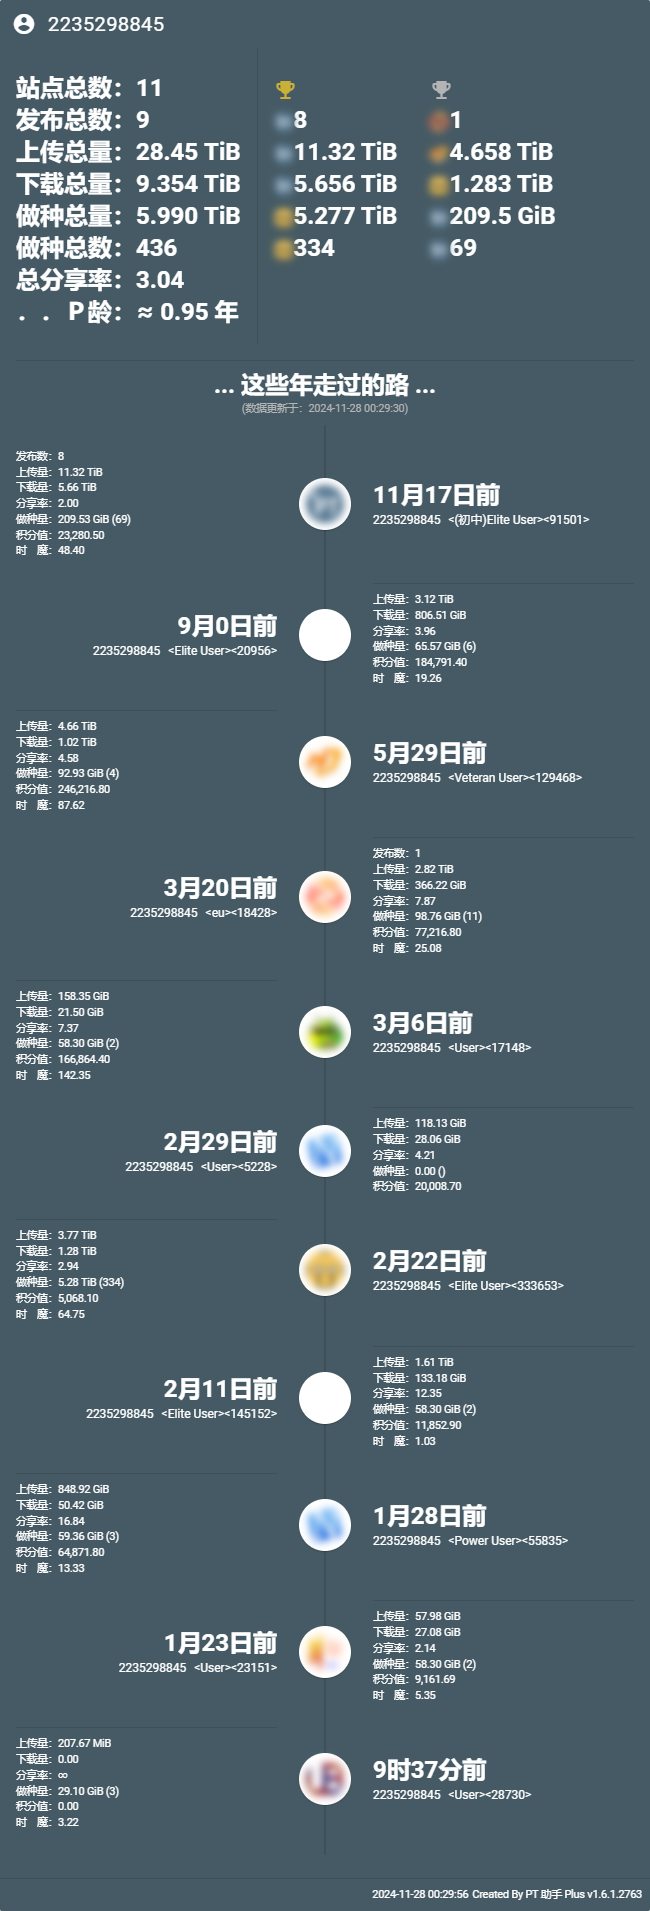 2235298845
站点总数：11
发布总数：9
上传总量：28.45 TiB
下载总量：9.354 TiB
做种总量：5.990 TiB
做种总数：436
总分享率：3.04
．．P龄：≈ 0.95 年
8
11.32 TiB
5.656 TiB
5.277 TiB
334
1
4.658 TiB
1.283 TiB
209.5 GiB
69
... 这些年走过的路 ...
(数据更新于：2024-11-28 00:29:30)
发布数：8
上传量：11.32 TiB
下载量：5.66 TiB
分享率：2.00
做种量：209.53 GiB (69)
积分值：23,280.50
时　魔：48.40
11月17日前
2235298845 <(初中)Elite User><91501>
9月0日前
2235298845 <Elite User><20956>
上传量：3.12 TiB
下载量：806.51 GiB
分享率：3.96
做种量：65.57 GiB (6)
积分值：184,791.40
时　魔：19.26
上传量：4.66 TiB
下载量：1.02 TiB
分享率：4.58
做种量：92.93 GiB (4)
积分值：246,216.80
时　魔：87.62
5月29日前
2235298845 <Veteran User><129468>
3月20日前
2235298845 <eu><18428>
发布数：1
上传量：2.82 TiB
下载量：366.22 GiB
分享率：7.87
做种量：98.76 GiB (11)
积分值：77,216.80
时　魔：25.08
上传量：158.35 GiB
下载量：21.50 GiB
分享率：7.37
做种量：58.30 GiB (2)
积分值：166,864.40
时　魔：142.35
3月6日前
2235298845 <User><17148>
2月29日前
2235298845 <User><5228>
上传量：118.13 GiB
下载量：28.06 GiB
分享率：4.21
做种量：0.00 ()
积分值：20,008.70
上传量：3.77 TiB
下载量：1.28 TiB
分享率：2.94
做种量：5.28 TiB (334)
积分值：5,068.10
时　魔：64.75
2月22日前
2235298845 <Elite User><333653>
2月11日前
2235298845 <Elite User><145152>
上传量：1.61 TiB
下载量：133.18 GiB
分享率：12.35
做种量：58.30 GiB (2)
积分值：11,852.90
时　魔：1.03
上传量：848.92 GiB
下载量：50.42 GiB
分享率：16.84
做种量：59.36 GiB (3)
积分值：64,871.80
时　魔：13.33
1月28日前
2235298845 <Power User><55835>
1月23日前
2235298845 <User><23151>
上传量：57.98 GiB
下载量：27.08 GiB
分享率：2.14
做种量：58.30 GiB (2)
积分值：9,161.69
时　魔：5.35
上传量：207.67 MiB
下载量：0.00
分享率：∞
做种量：29.10 GiB (3)
积分值：0.00
时　魔：3.22
9时37分前
2235298845 <User><28730>
2024-11-28 00:29:56 Created By PT 助手 Plus v1.6.1.2763